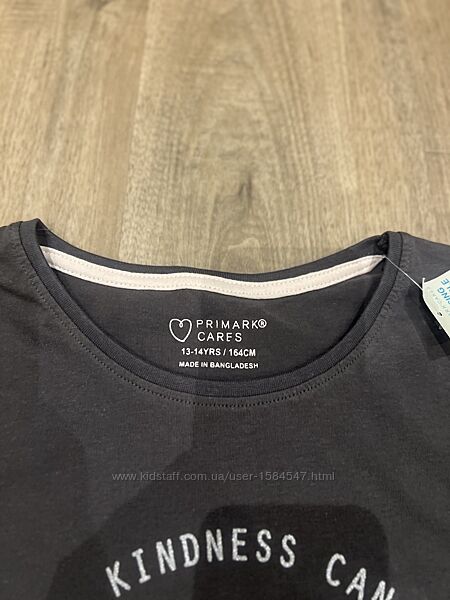 PRIMARK®
CARES
13-14YRS / 164CM
MADE IN BANGLADESH
www.kidstaff.com.ua/user-1584547.html
KINDNESS CAN